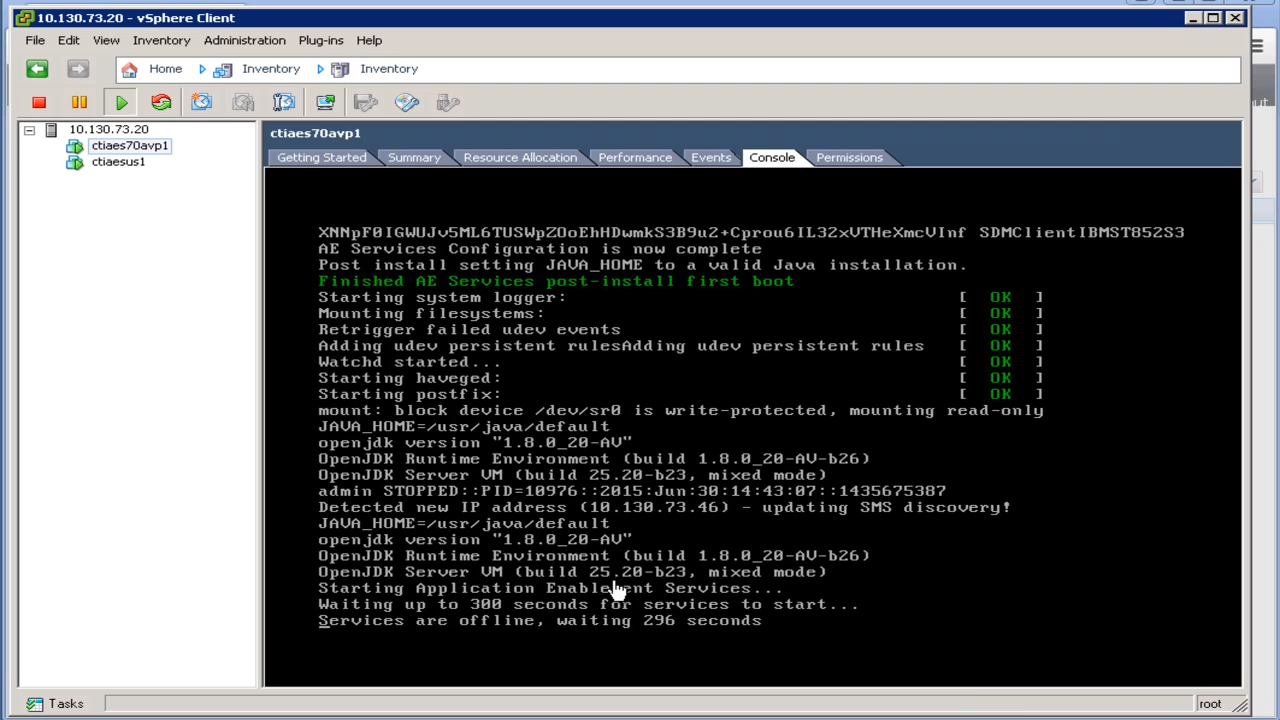 10.130.73.20 - vSphere Client
File Edit View Inventory Administration Plug-ins Help
Home Inventory Inventory
10.130.73.20
ctiaes70avp1
ctiaesus1
ctiaes70avp1
Getting Started Summary Resource Allocation Performance Events Console Permissions
XNNpF0IGWUJv5ML6TUSWp2OoEhHDwmkS3B9u2+Cprou6IL32xVTHeXmcVInf SDMClientIBMST852S3
AE Services Configuration is now complete
Post install setting JAVA_HOME to a valid Java installation.
Finished AE Services post-install first boot
Starting system logger: [ OK ]
Mounting filesystems: [ OK ]
Retrigger failed udev events [ OK ]
Adding udev persistent rulesAdding udev persistent rules [ OK ]
Watchd started... [ OK ]
Starting haveged: [ OK ]
Starting postfix: [ OK ]
mount: block device /dev/sr0 is write-protected, mounting read-only
JAVA_HOME=/usr/java/default
openjdk version "1.8.0_20-AV"
OpenJDK Runtime Environment (build 1.8.0_20-AV-b26)
OpenJDK Server VM (build 25.20-b23, mixed mode)
admin STOPPED::PID=10976::2015:Jun:30:14:43:07::1435675387
Detected new IP address (10.130.73.46) - updating SMS discovery!
JAVA_HOME=/usr/java/default
openjdk version "1.8.0_20-AV"
OpenJDK Runtime Environment (build 1.8.0_20-AV-b26)
OpenJDK Server VM (build 25.20-b23, mixed mode)
Starting Application Enablement Services...
Waiting up to 300 seconds for services to start...
Services are offline, waiting 296 seconds
Tasks
root